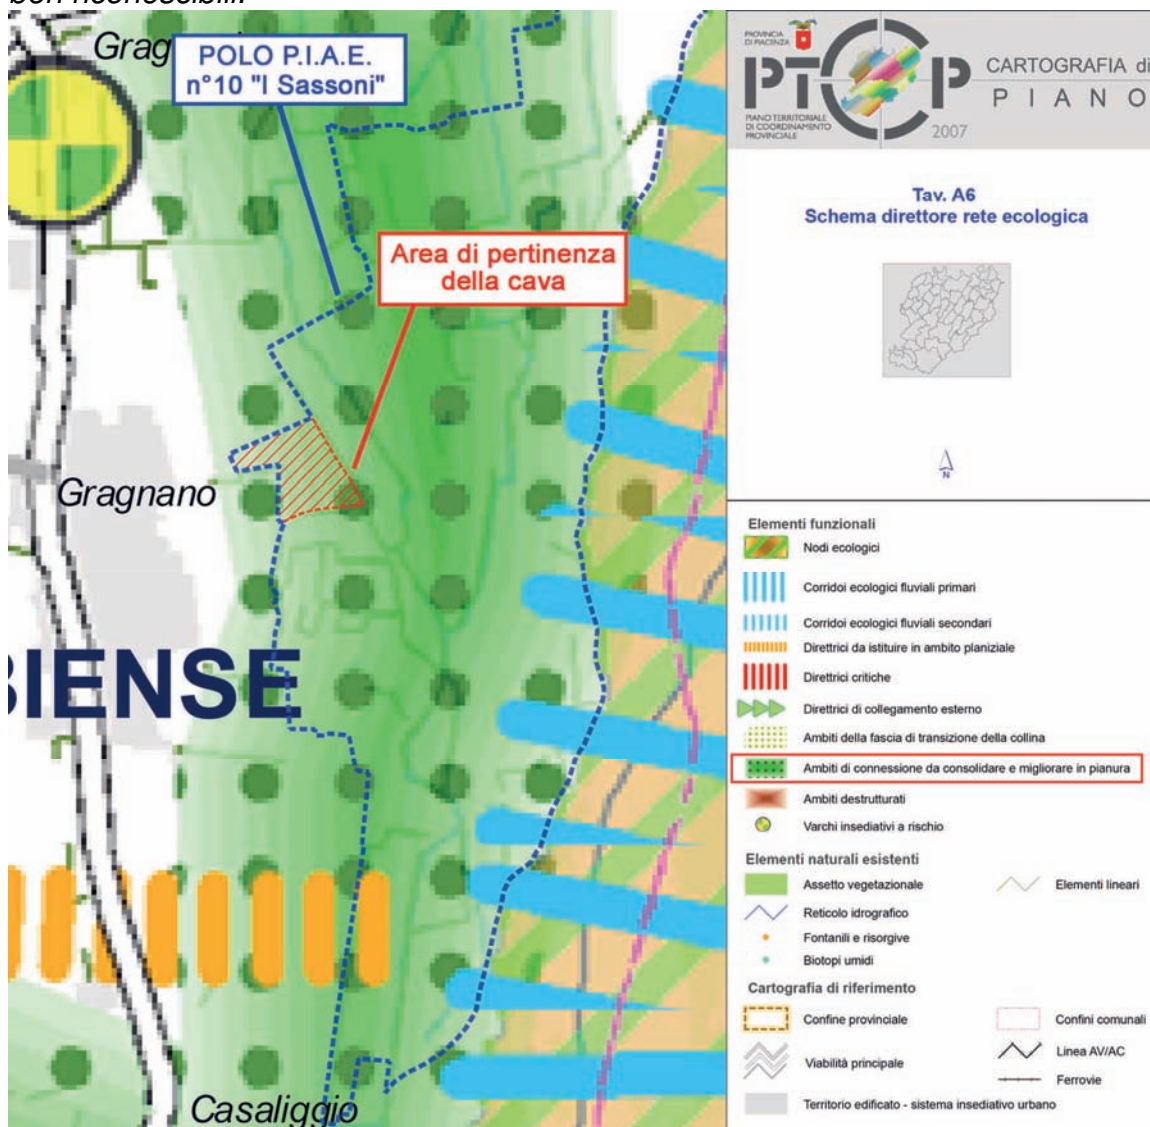 ben riconoscibili.
POLO P.I.A.E.
n°10 "I Sassoni"
Area di pertinenza
della cava
Gragnano
BIENSE
Casaliggio
PROVINCIA
DI PIACENZA
PTCP
PIANO TERRITORIALE
DI COORDINAMENTO
PROVINCIALE
2007
CARTOGRAFIA di
PIANO
Tav. A6
Schema direttore rete ecologica
N
Elementi funzionali
Nodi ecologici
Corridoi ecologici fluviali primari
Corridoi ecologici fluviali secondari
Direttrici da istituire in ambito planiziale
Direttrici critiche
Direttrici di collegamento esterno
Ambiti della fascia di transizione della collina
Ambiti di connessione da consolidare e migliorare in pianura
Ambiti destrutturati
Varchi insediativi a rischio
Elementi naturali esistenti
Assetto vegetazionale
Elementi lineari
Reticolo idrografico
Fontanili e risorgive
Biotopi umidi
Cartografia di riferimento
Confine provinciale
Confini comunali
Viabilità principale
Linea AV/AC
Ferrovie
Territorio edificato - sistema insediativo urbano